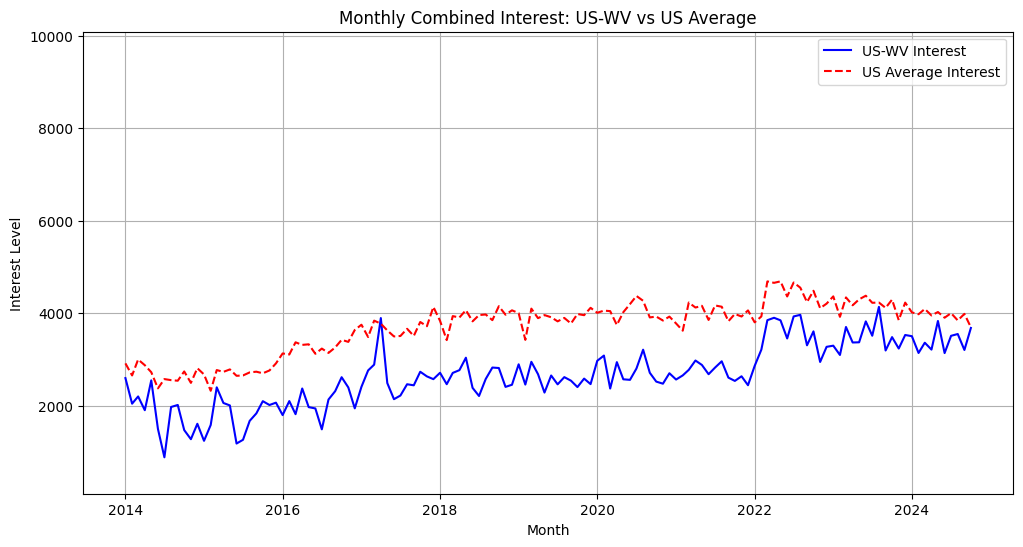 Monthly Combined Interest: US-WV vs US Average
10000
8000
6000
4000
2000
Interest Level
US-WV Interest
US Average Interest
2014 2016 2018 2020 2022 2024
Month